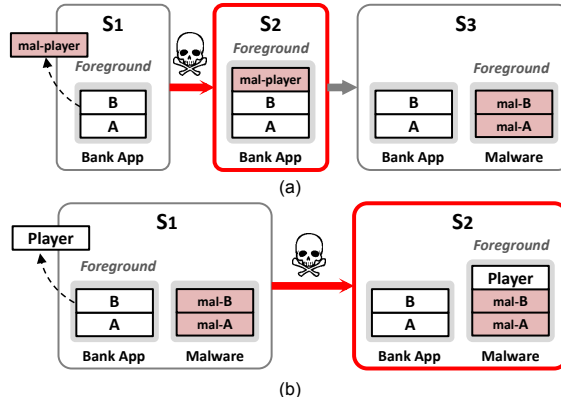 S1
S2
S3
mal-player
Foreground
Foreground
Foreground
mal-player
B
B
B
mal-B
A
A
A
mal-A
Bank App
Bank App
Bank App
Malware
(a)
S1
S2
Player
Foreground
Foreground
Player
B
mal-B
B
mal-B
A
mal-A
A
mal-A
Bank App
Malware
Bank App
Malware
(b)